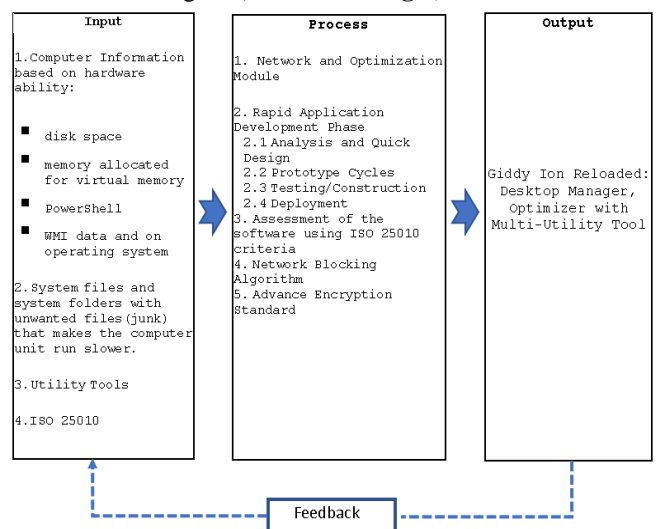 Input
1.Computer Information
based on hardware
ability:
▪ disk space
▪ memory allocated
for virtual memory
▪ PowerShell
▪ WMI data and on
operating system
2.System files and
system folders with
unwanted files(junk)
that makes the computer
unit run slower.
3.Utility Tools
4.ISO 25010
Process
1. Network and Optimization
Module
2. Rapid Application
Development Phase
2.1 Analysis and Quick
Design
2.2 Prototype Cycles
2.3 Testing/Construction
2.4 Deployment
3. Assessment of the
software using ISO 25010
criteria
4. Network Blocking
Algorithm
5. Advance Encryption
Standard
Output
Giddy Ion Reloaded:
Desktop Manager,
Optimizer with
Multi-Utility Tool
Feedback